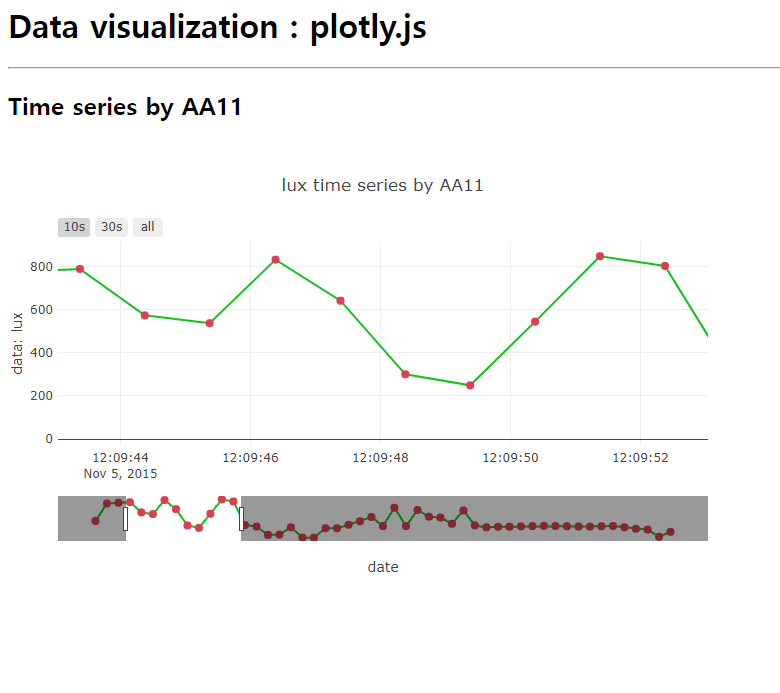 Data visualization : plotly.js
Time series by AA11
lux time series by AA11
10s 30s all
800
600
400
200
0
data: lux
12:09:44 12:09:46 12:09:48 12:09:50 12:09:52
Nov 5, 2015
date